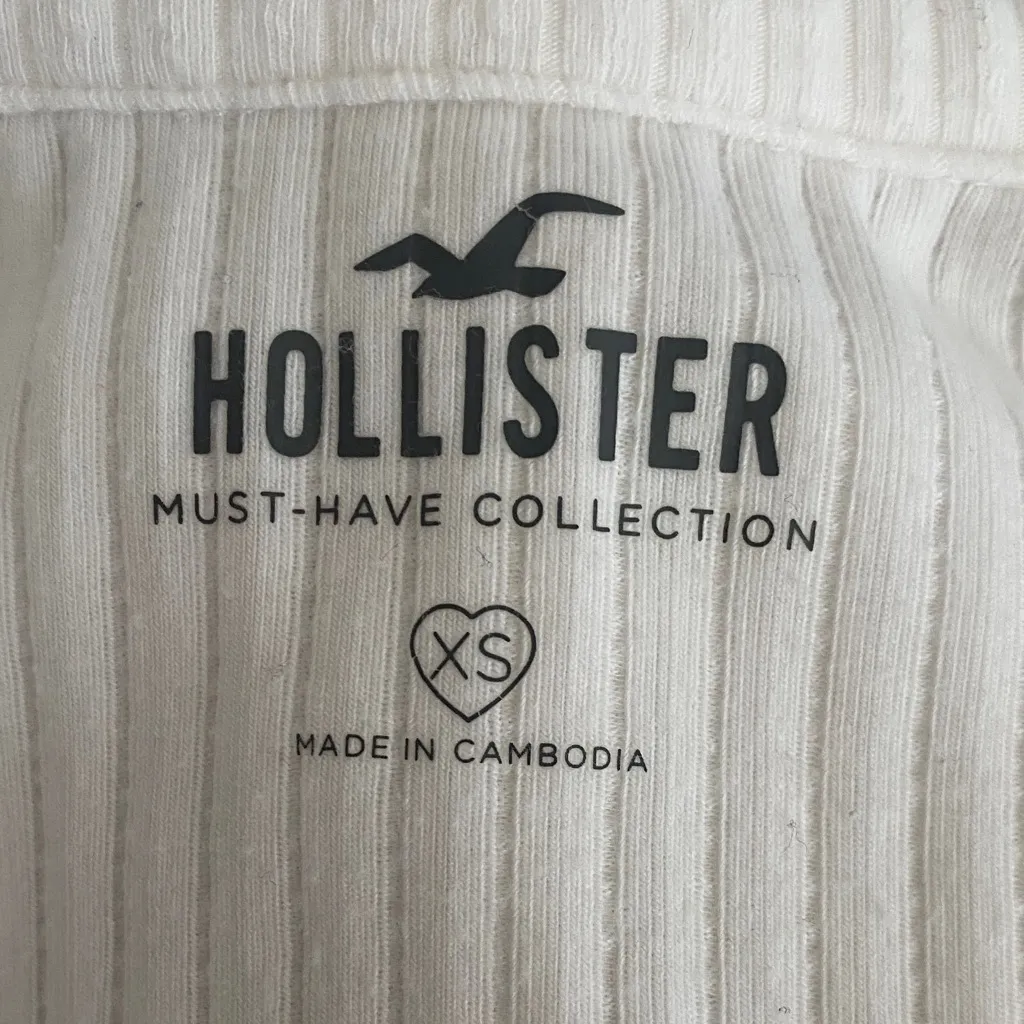 HOLLISTER
MUST-HAVE COLLECTION
XS
MADE IN CAMBODIA